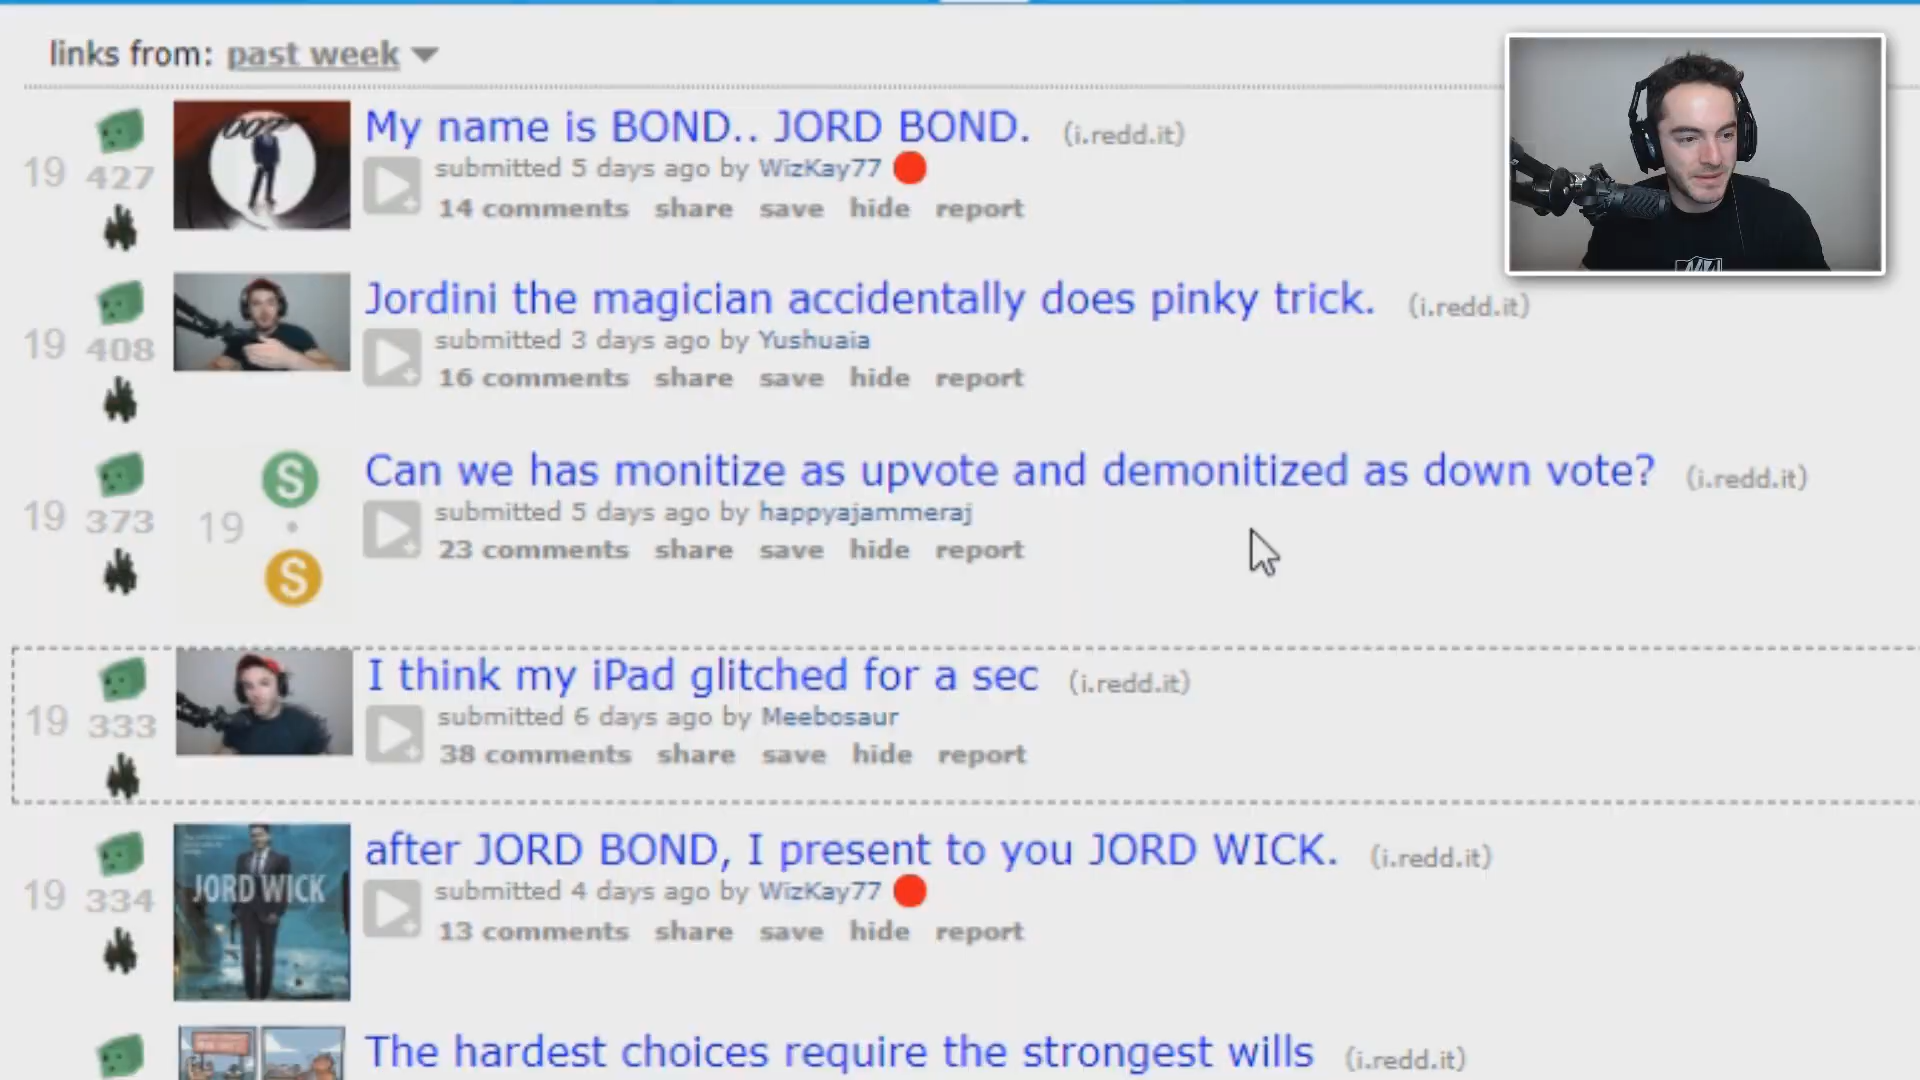 links from: past week
My name is BOND.. JORD BOND. (i.redd.it)
19 427
submitted 5 days ago by WizKay77
14 comments share save hide report
007
Jordini the magician accidentally does pinky trick. (i.redd.it)
19 408
submitted 3 days ago by Yushuaia
16 comments share save hide report
Can we has monitize as upvote and demonitized as down vote? (i.redd.it)
19 373
submitted 5 days ago by happyajammeraj
23 comments share save hide report
S
19
S
I think my iPad glitched for a sec (i.redd.it)
19 333
submitted 6 days ago by Meebosaur
38 comments share save hide report
after JORD BOND, I present to you JORD WICK. (i.redd.it)
19 334
submitted 4 days ago by WizKay77
13 comments share save hide report
JORD WICK
The hardest choices require the strongest wills (i.redd.it)